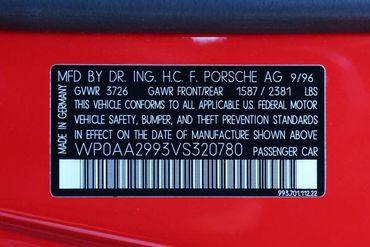 MFD BY DR. ING. H.C. F. PORSCHE AG 9/96
GVWR 3726 GAWR FRONT/REAR 1587/2381 LBS
THIS VEHICLE CONFORMS TO ALL APPLICABLE U.S. FEDERAL MOTOR
VEHICLE SAFETY, BUMPER, AND THEFT PREVENTION STANDARDS
IN EFFECT ON THE DATE OF MANUFACTURE SHOWN ABOVE.
WP0AA2993VS320780 PASSENGER CAR
993.701.112.22
MADE IN GERMANY